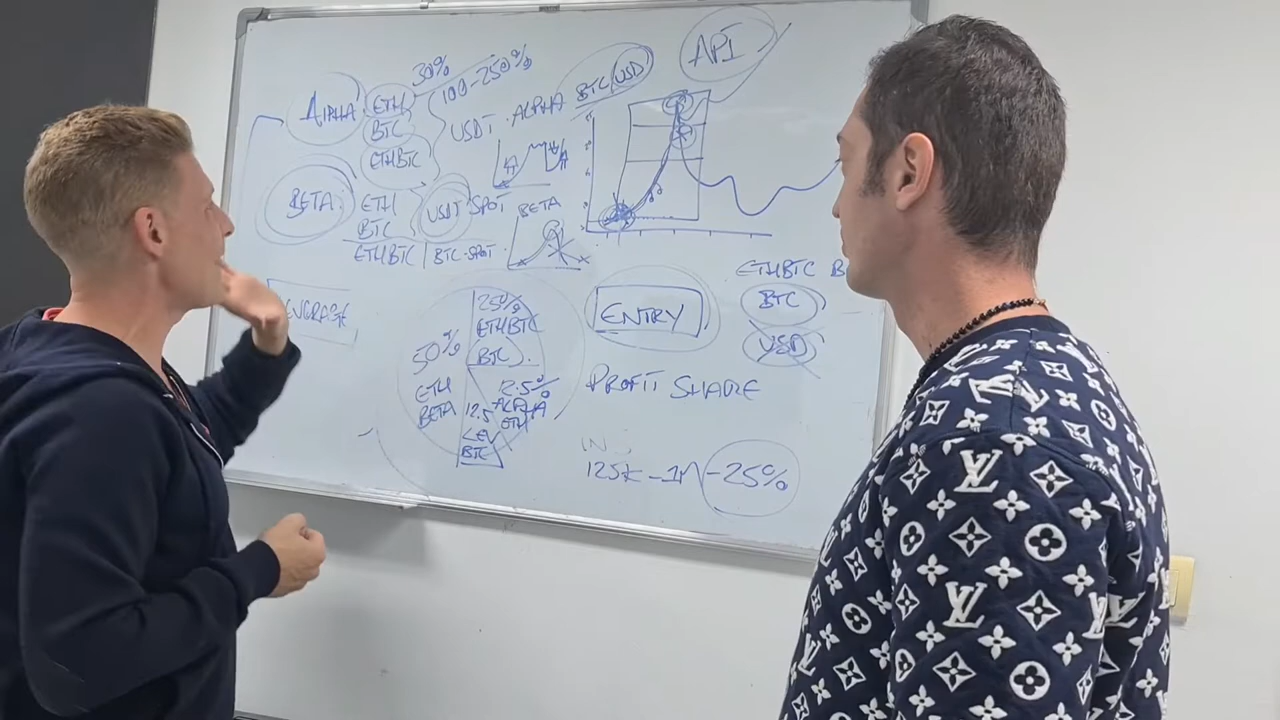 30%
100-250%
ALPHA ETH
BTC
ETHBTC
USDT . ALPHA BTC/USD
API
BETA. ETH
BTC
ETHBTC | BTC.SPOT
USDT SPOT BETA
ETHBTC B
BTC
USD
ENTRY
25%
ETHBTC
BTC
50%
ETH
BETA
12.5%
ALPHA
ETH
12.5
LEV
BTC
PROFIT SHARE
125K -1M -25%
LV
LV